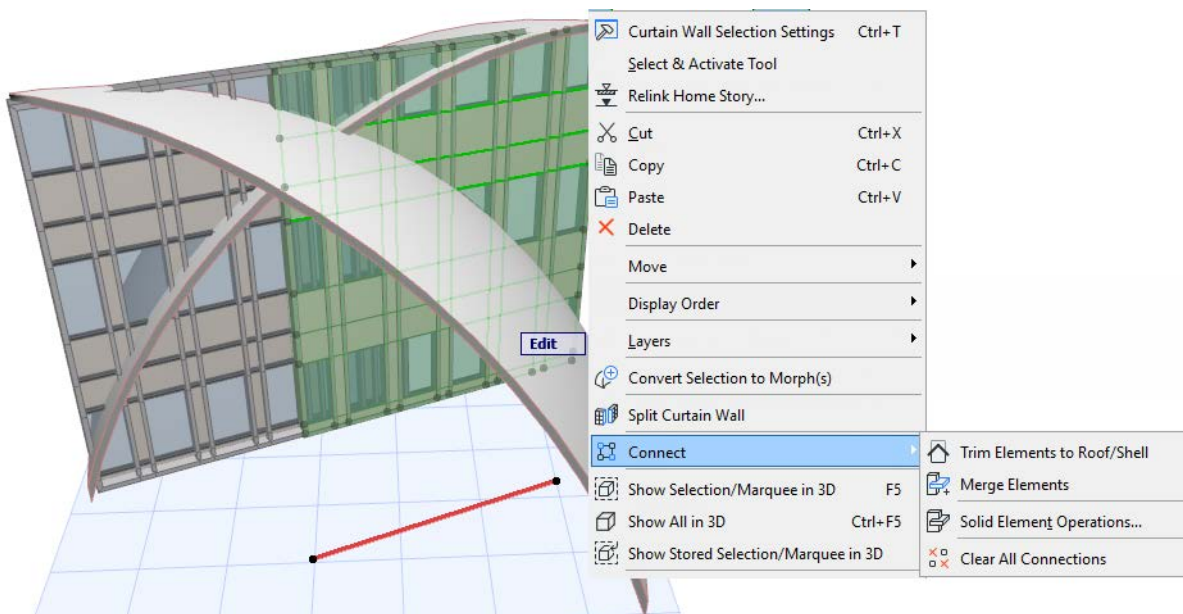 Curtain Wall Selection Settings Ctrl+T
Select & Activate Tool
Relink Home Story...
Cut Ctrl+X
Copy Ctrl+C
Paste Ctrl+V
Delete
Move
Display Order
Edit
Layers
Convert Selection to Morph(s)
Split Curtain Wall
Connect
Show Selection/Marquee in 3D F5
Show All in 3D Ctrl+F5
Show Stored Selection/Marquee in 3D
Trim Elements to Roof/Shell
Merge Elements
Solid Element Operations...
Clear All Connections